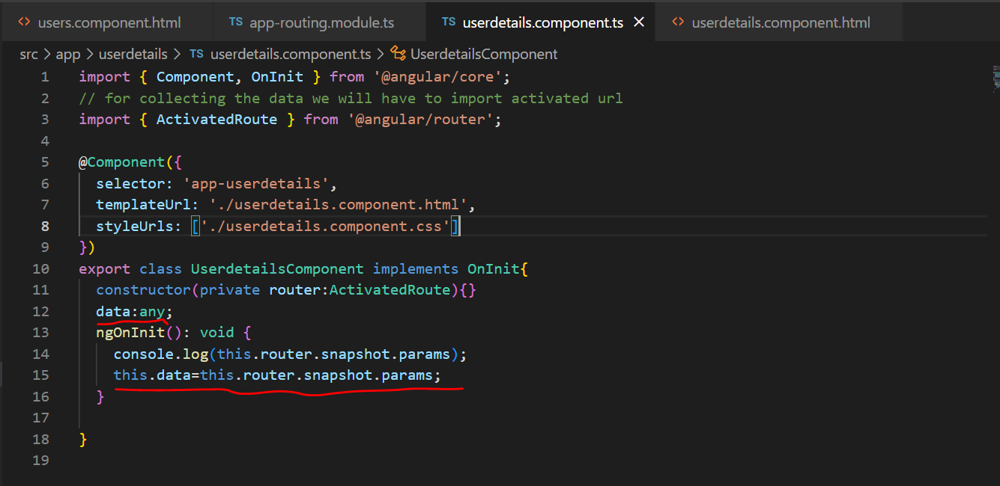 users.component.html TS app-routing.module.ts TS userdetails.component.ts userdetails.component.html
src > app > userdetails > TS userdetails.component.ts > UserdetailsComponent
1 import { Component, OnInit } from '@angular/core';
2 // for collecting the data we will have to import activated url
3 import { ActivatedRoute } from '@angular/router';
4
5 @Component({
6 selector: 'app-userdetails',
7 templateUrl: './userdetails.component.html',
8 styleUrls: ['./userdetails.component.css']
9 })
10 export class UserdetailsComponent implements OnInit{
11 constructor(private router:ActivatedRoute){}
12 data:any;
13 ngOnInit(): void {
14 console.log(this.router.snapshot.params);
15 this.data=this.router.snapshot.params;
16 }
17
18 }
19